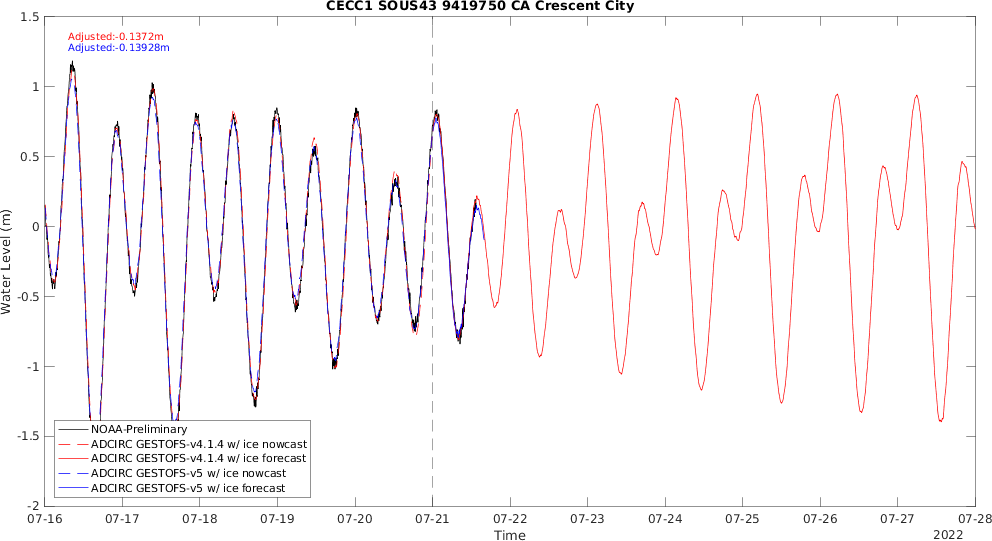 CECC1 SOUS43 9419750 CA Crescent City
Adjusted:-0.1372m
Adjusted:-0.13928m
1.5
1
0.5
0
-0.5
-1
-1.5
-2
Water Level (m)
NOAA-Preliminary
ADCIRC GESTOFS-v4.1.4 w/ ice nowcast
ADCIRC GESTOFS-v4.1.4 w/ ice forecast
ADCIRC GESTOFS-v5 w/ ice nowcast
ADCIRC GESTOFS-v5 w/ ice forecast
07-16 07-17 07-18 07-19 07-20 07-21 07-22 07-23 07-24 07-25 07-26 07-27 07-28
Time
2022